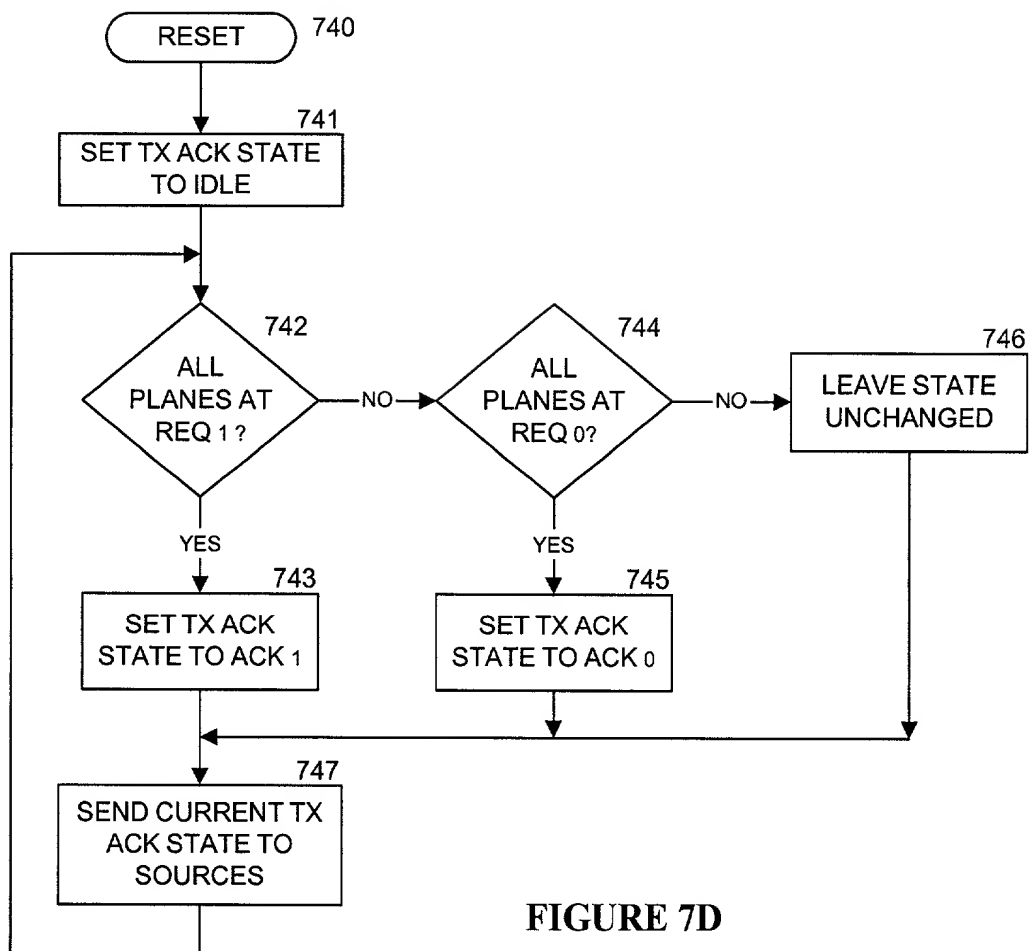 RESET
740
741
SET TX ACK STATE
TO IDLE
742
ALL
PLANES AT
REQ 1 ?
NO
744
ALL
PLANES AT
REQ 0?
NO
746
LEAVE STATE
UNCHANGED
YES
YES
743
SET TX ACK
STATE TO ACK 1
745
SET TX ACK
STATE TO ACK 0
747
SEND CURRENT TX
ACK STATE TO
SOURCES
FIGURE 7D